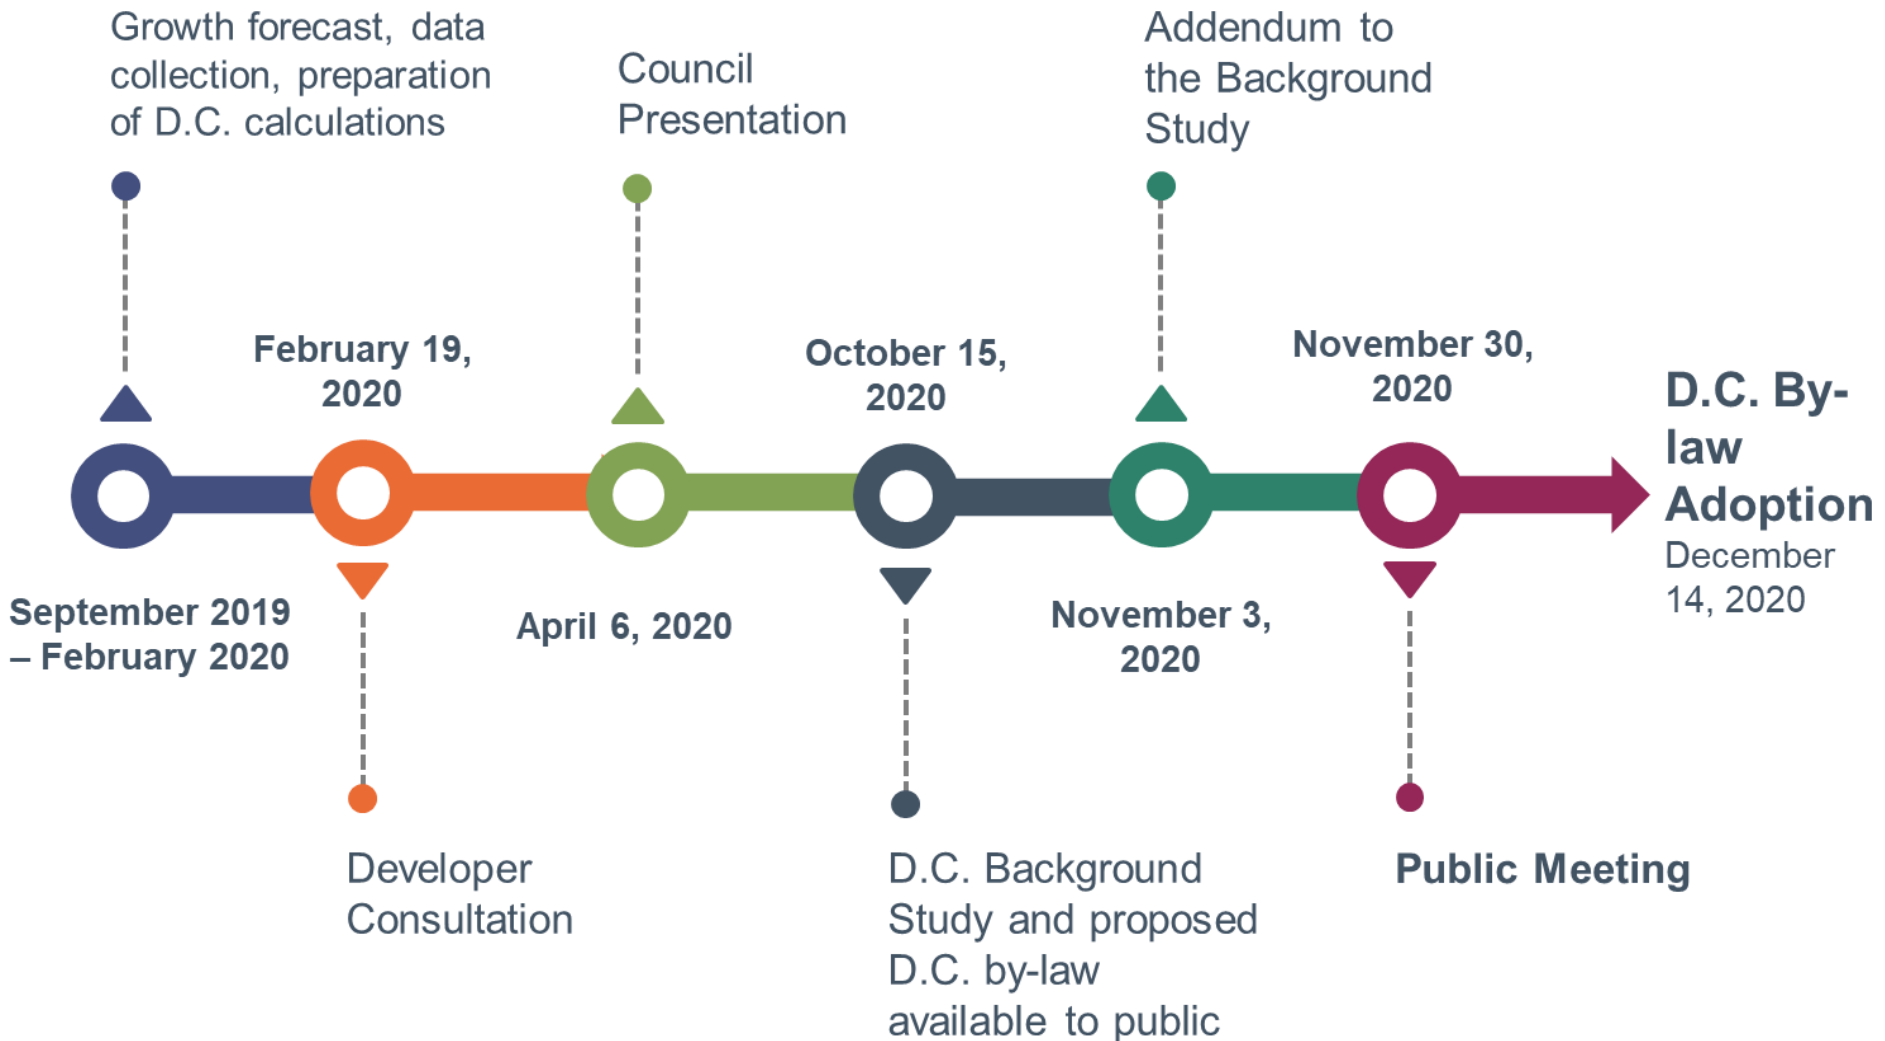 Growth forecast, data
collection, preparation
of D.C. calculations
September 2019
– February 2020
February 19,
2020
Developer
Consultation
Council
Presentation
April 6, 2020
October 15,
2020
D.C. Background
Study and proposed
D.C. by-law
available to public
Addendum to
the Background
Study
November 3,
2020
November 30,
2020
Public Meeting
D.C. By-
law
Adoption
December
14, 2020